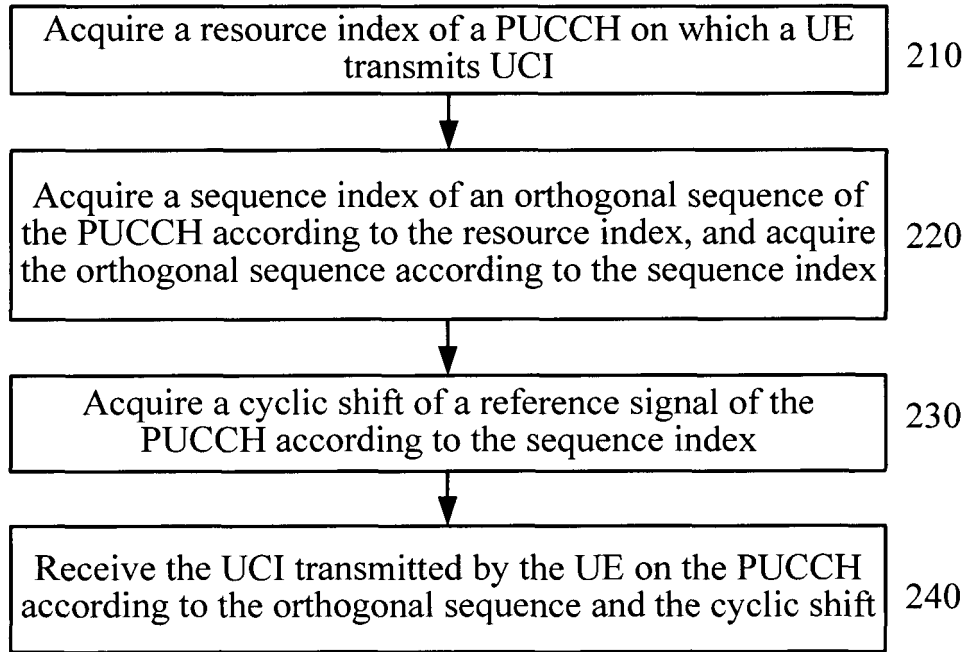 Acquire a resource index of a PUCCH on which a UE
transmits UCI
210
Acquire a sequence index of an orthogonal sequence of
the PUCCH according to the resource index, and acquire
the orthogonal sequence according to the sequence index
220
Acquire a cyclic shift of a reference signal of the
PUCCH according to the sequence index
230
Receive the UCI transmitted by the UE on the PUCCH
according to the orthogonal sequence and the cyclic shift
240